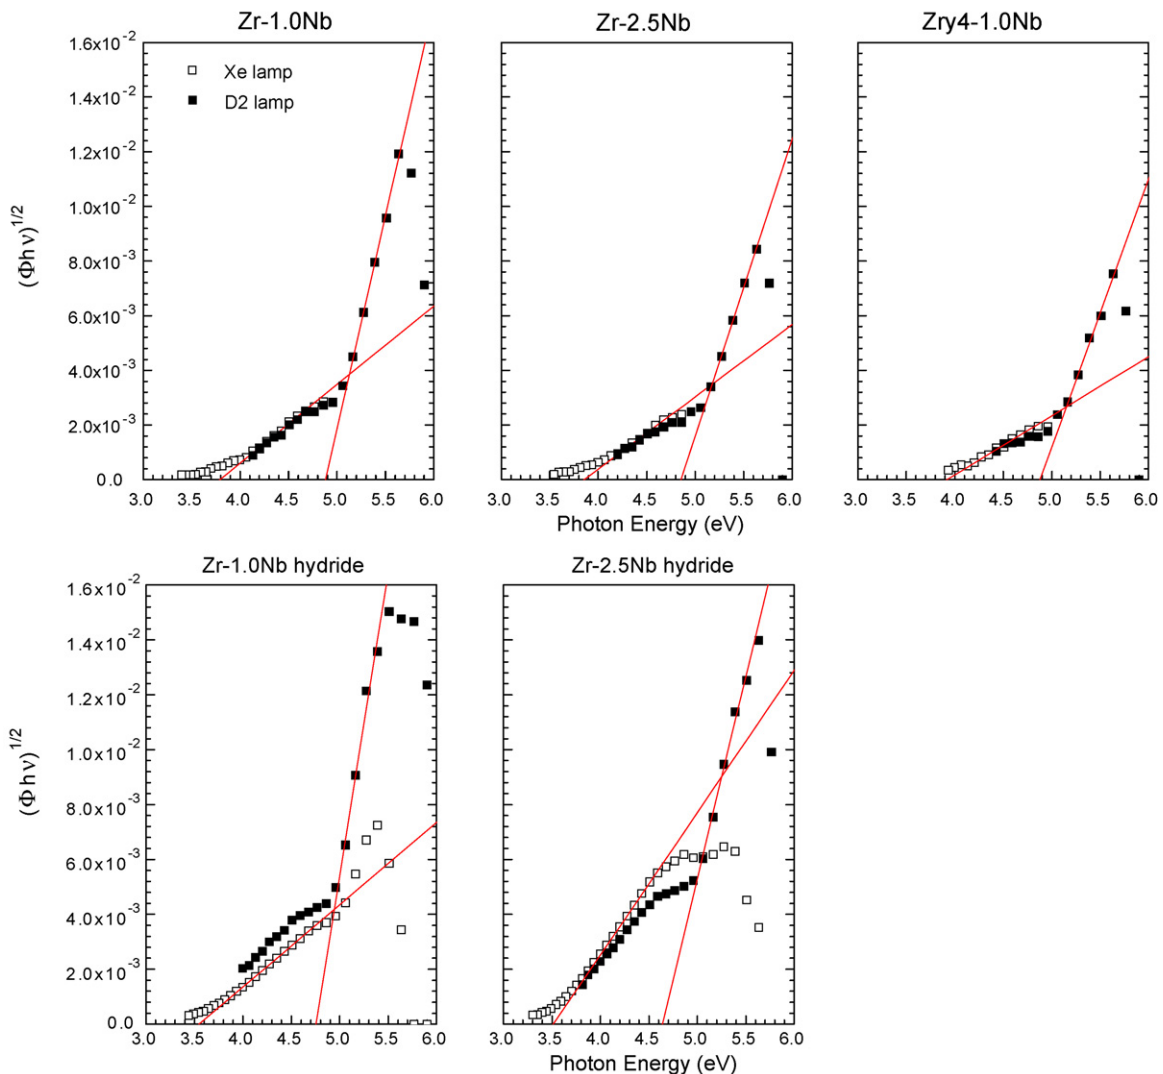 Zr-1.0Nb
Zr-2.5Nb
Zry4-1.0Nb
1.6x10⁻²
1.4x10⁻²
1.2x10⁻²
1.0x10⁻²
8.0x10⁻³
6.0x10⁻³
4.0x10⁻³
2.0x10⁻³
0.0
(Φhν)¹ᐟ²
Xe lamp
D2 lamp
3.0 3.5 4.0 4.5 5.0 5.5 6.0
3.0 3.5 4.0 4.5 5.0 5.5 6.0
3.0 3.5 4.0 4.5 5.0 5.5 6.0
Photon Energy (eV)
Zr-1.0Nb hydride
Zr-2.5Nb hydride
1.6x10⁻²
1.4x10⁻²
1.2x10⁻²
1.0x10⁻²
8.0x10⁻³
6.0x10⁻³
4.0x10⁻³
2.0x10⁻³
0.0
(Φhν)¹ᐟ²
3.0 3.5 4.0 4.5 5.0 5.5 6.0
3.0 3.5 4.0 4.5 5.0 5.5 6.0
Photon Energy (eV)